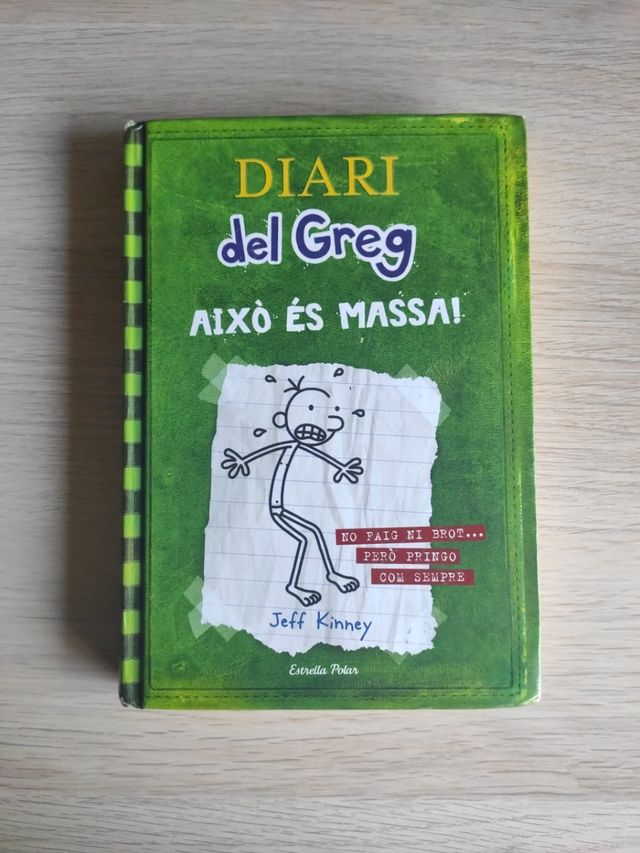 DIARI
del Greg
AIXÒ ÉS MASSA!
NO FAIG NI BROT...
PERÒ PRINGO
COM SEMPRE
Jeff Kinney
Estrella Polar